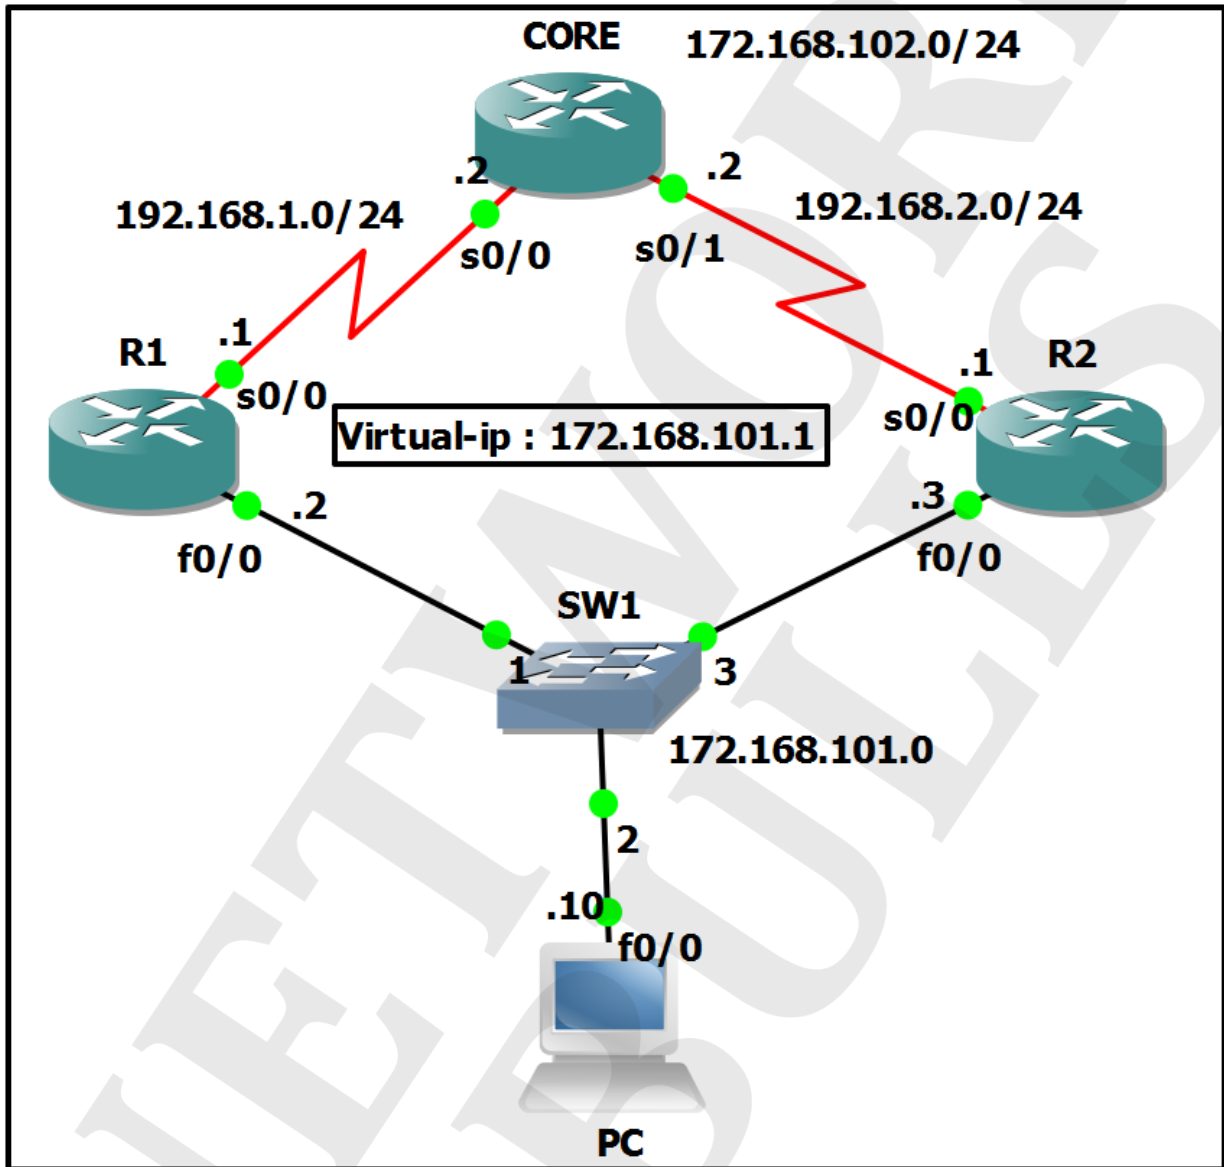 CORE
172.168.102.0/24
.2
.2
192.168.1.0/24
192.168.2.0/24
s0/0
s0/1
.1
R1
s0/0
.1
R2
s0/0
Virtual-ip : 172.168.101.1
.2
.3
f0/0
f0/0
SW1
1
3
172.168.101.0
2
.10
f0/0
PC
NETWORK
BULLS